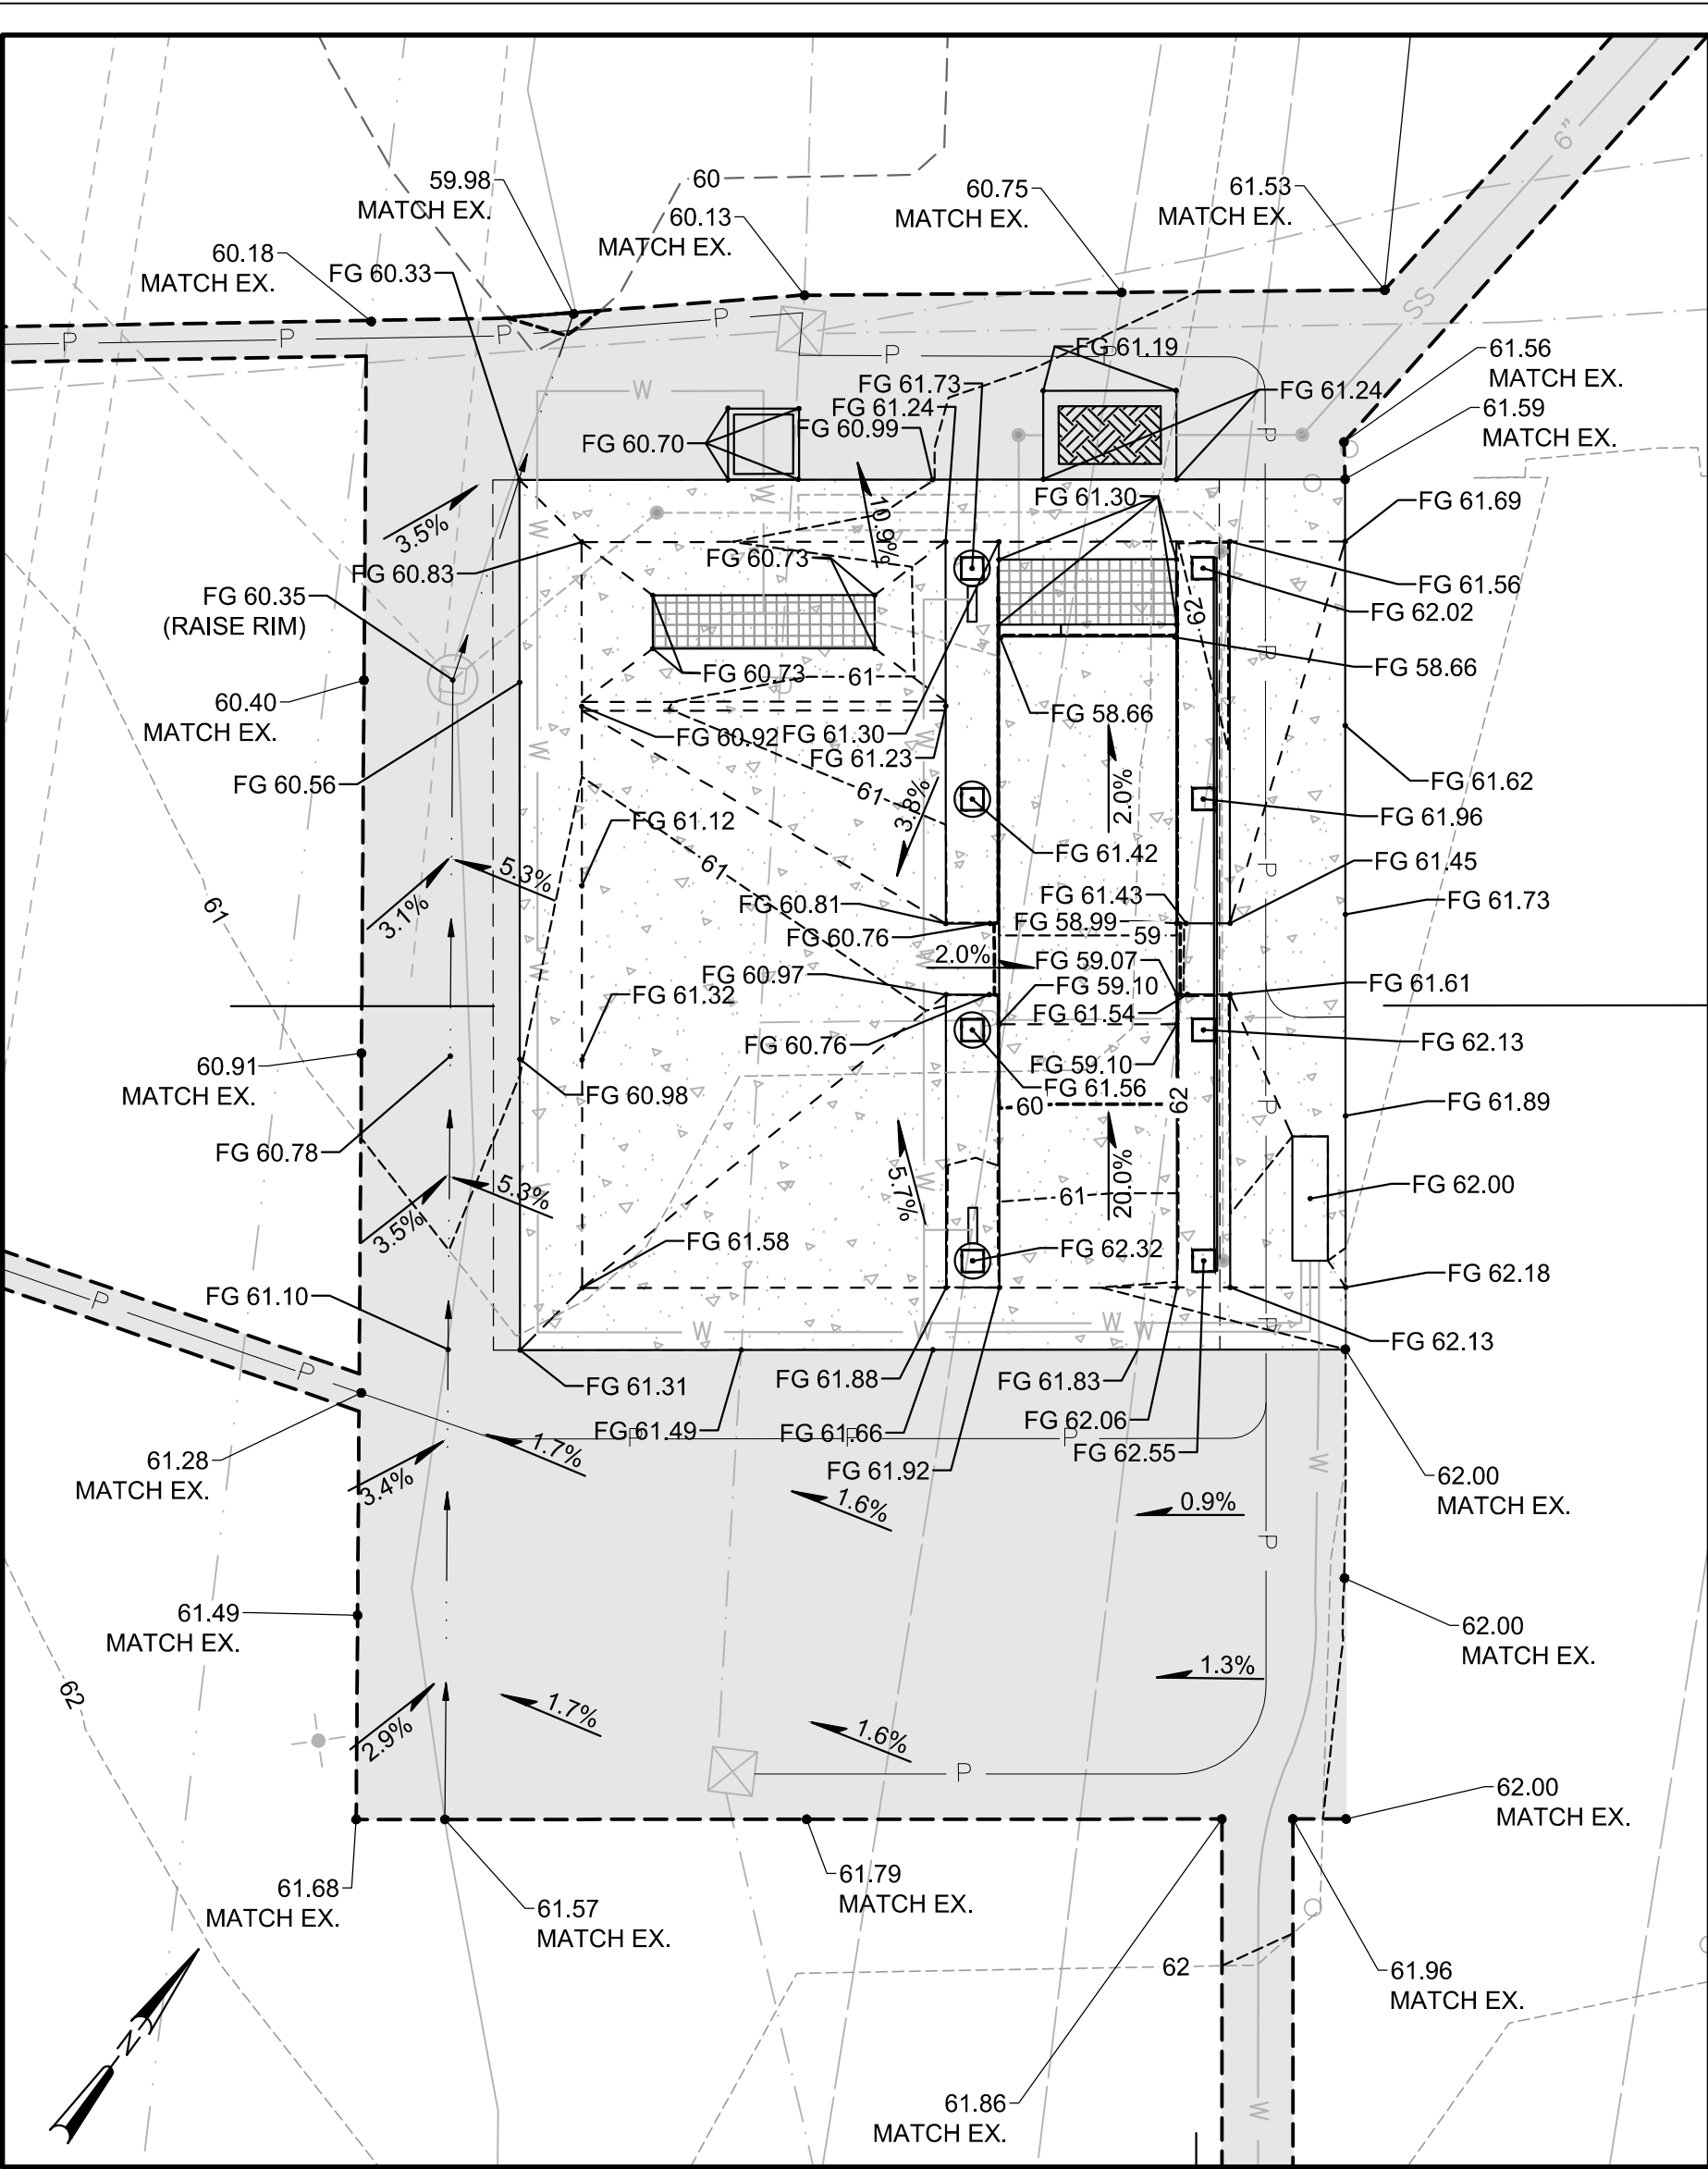 6"
59.98
MATCH EX.
60
60.13
MATCH EX.
60.75
MATCH EX.
61.53
MATCH EX.
60.18
MATCH EX.
FG 60.33
SS
P
P
P
P
P
P
FG 61.19
61.56
MATCH EX.
FG 61.73
W
FG 61.24
FG 61.24
61.59
MATCH EX.
FG 60.70
FG 60.99
P
FG 61.30
W
FG 61.69
3.5%
W
10.9%
FG 60.83
FG 60.73
FG 61.56
FG 60.35
(RAISE RIM)
62
FG 62.02
P
FG 60.73
61
FG 58.66
60.40
MATCH EX.
FG 58.66
FG 60.92
FG 61.30
W
W
FG 61.23
FG 60.56
61
3.8%
2.0%
FG 61.62
FG 61.12
FG 61.96
FG 61.42
61
5.3%
P
FG 61.45
61
3.1%
FG 60.81
FG 61.43
FG 61.73
FG 60.76
FG 58.99
59
2.0%
W
FG 59.07
W
FG 60.97
FG 59.10
FG 61.61
FG 61.32
FG 61.54
FG 60.76
FG 62.13
60.91
MATCH EX.
FG 59.10
FG 60.98
FG 61.56
60
62
P
FG 61.89
FG 60.78
5.3%
5.7%
W
61
20.0%
FG 62.00
3.5%
FG 61.58
FG 62.32
FG 62.18
FG 61.10
P
W
W
W
W
P
FG 62.13
P
FG 61.31
FG 61.88
FG 61.83
FG 61.49
FG 61.66
FG 62.06
P
P
P
FG 62.55
61.28
MATCH EX.
1.7%
FG 61.92
W
62.00
MATCH EX.
3.4%
1.6%
0.9%
P
61.49
MATCH EX.
62.00
MATCH EX.
1.3%
62
1.7%
2.9%
1.6%
P
62.00
MATCH EX.
61.68
MATCH EX.
61.57
MATCH EX.
61.79
MATCH EX.
62
61.96
MATCH EX.
N
61.86
MATCH EX.
W